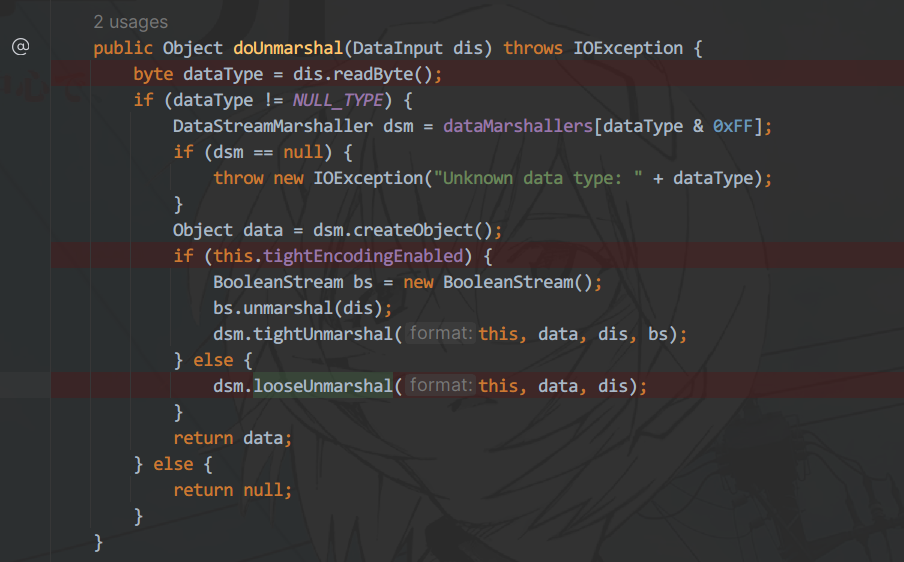 2 usages
@
public Object doUnmarshal(DataInput dis) throws IOException {
byte dataType = dis.readByte();
if (dataType != NULL_TYPE) {
DataStreamMarshaller dsm = dataMarshallers[dataType & 0xFF];
if (dsm == null) {
throw new IOException("Unknown data type: " + dataType);
}
Object data = dsm.createObject();
if (this.tightEncodingEnabled) {
BooleanStream bs = new BooleanStream();
bs.unmarshal(dis);
dsm.tightUnmarshal( format: this, data, dis, bs);
} else {
dsm.looseUnmarshal( format: this, data, dis);
}
return data;
} else {
return null;
}
}